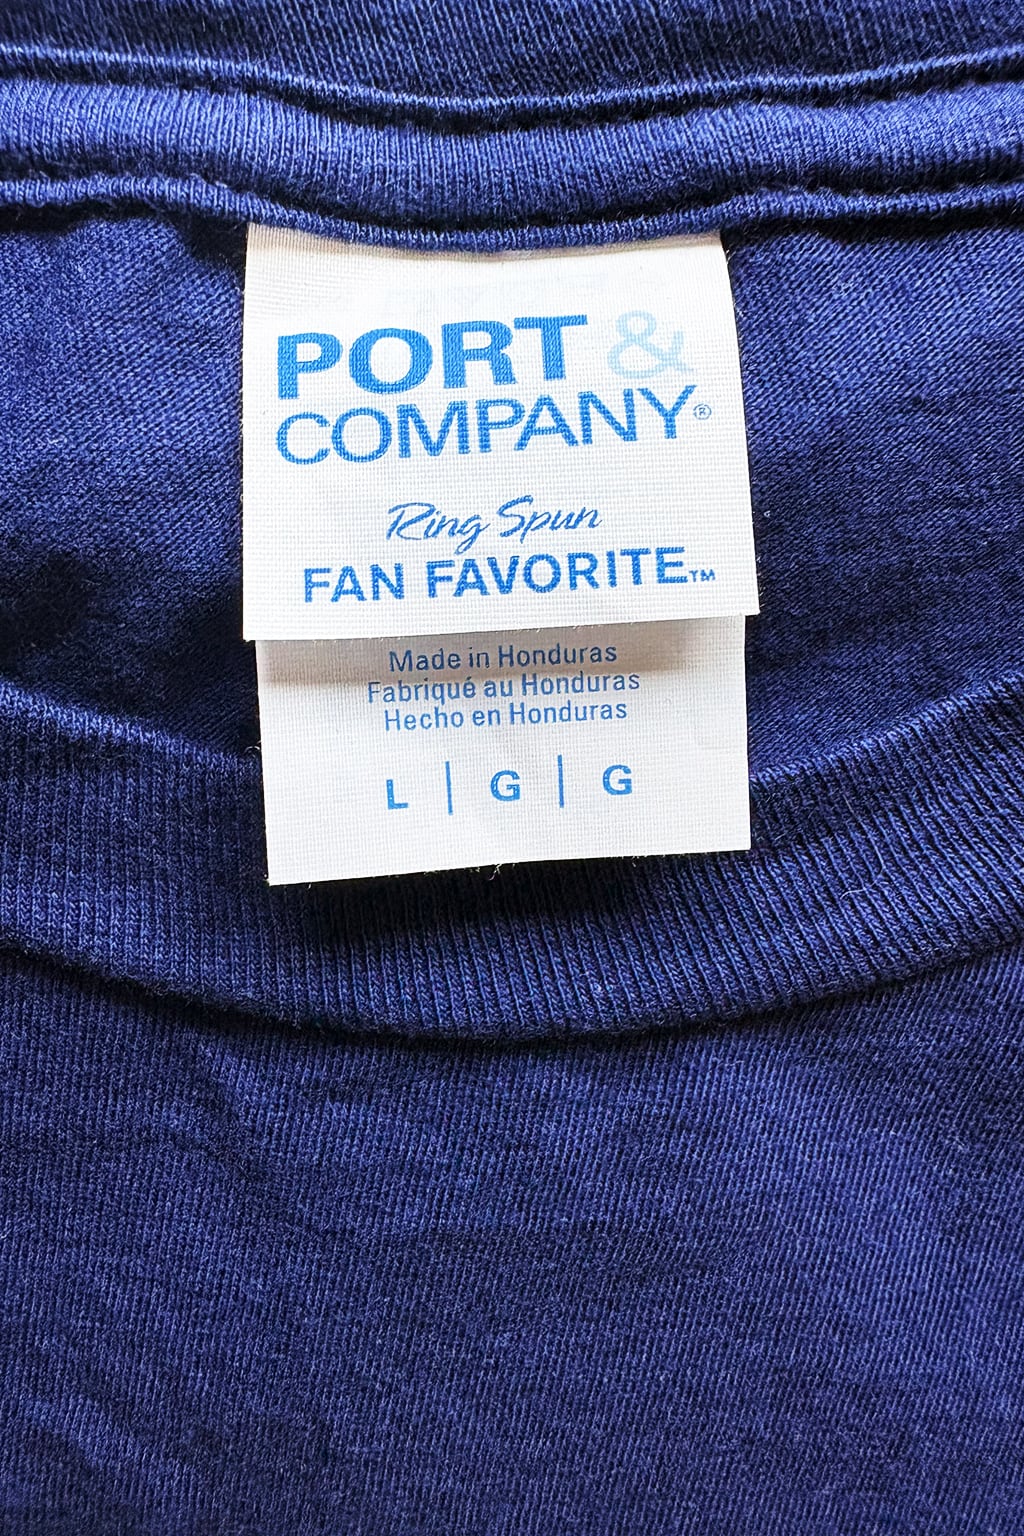 PORT &
COMPANY®
Ring Spun
FAN FAVORITE™
Made in Honduras
Fabriqué au Honduras
Hecho en Honduras
L | G | G